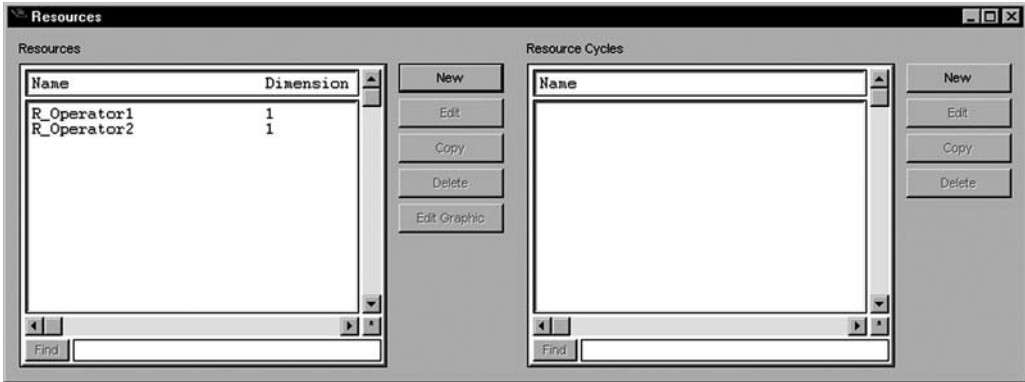 Resources
Resources
Name Dimension
R_Operator1 1
R_Operator2 1
New
Edit
Copy
Delete
Edit Graphic
Find
Resource Cycles
Name
New
Edit
Copy
Delete
Find